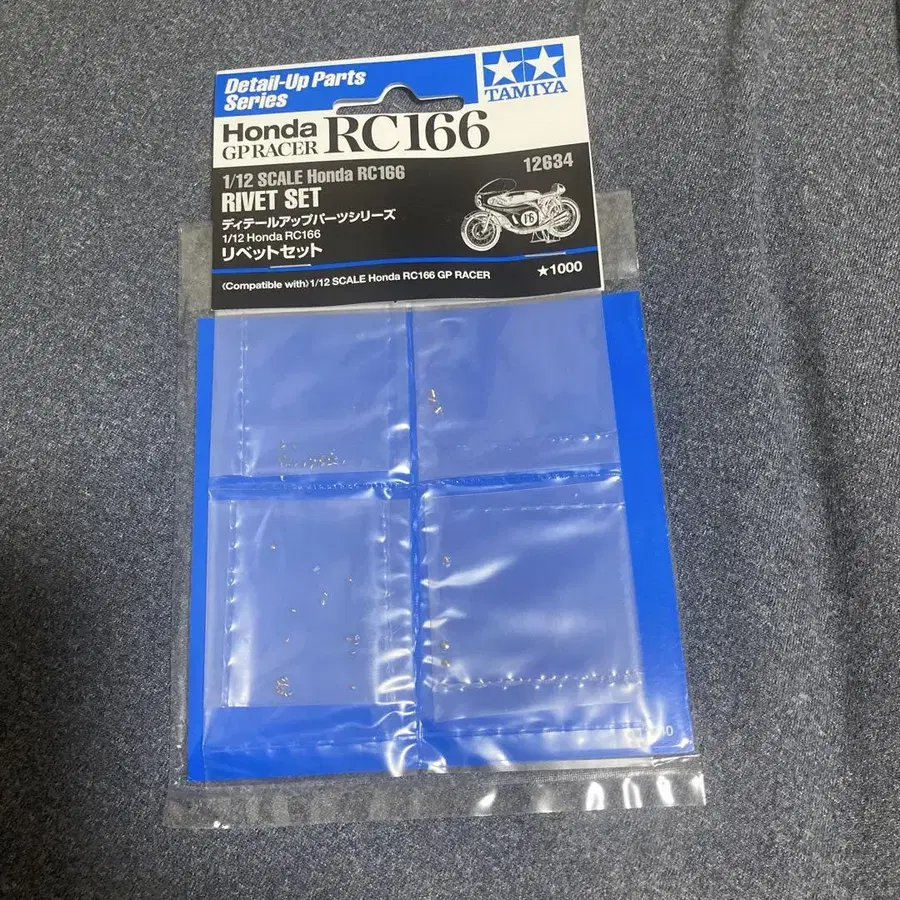 Detail-Up Parts
Series
TAMIYA
Honda
GP RACER RC166
1/12 SCALE Honda RC166
12634
RIVET SET
ディテールアップパーツシリーズ
1/12 Honda RC166
リベットセット
16
(Compatible with) 1/12 SCALE Honda RC166 GP RACER
★1000